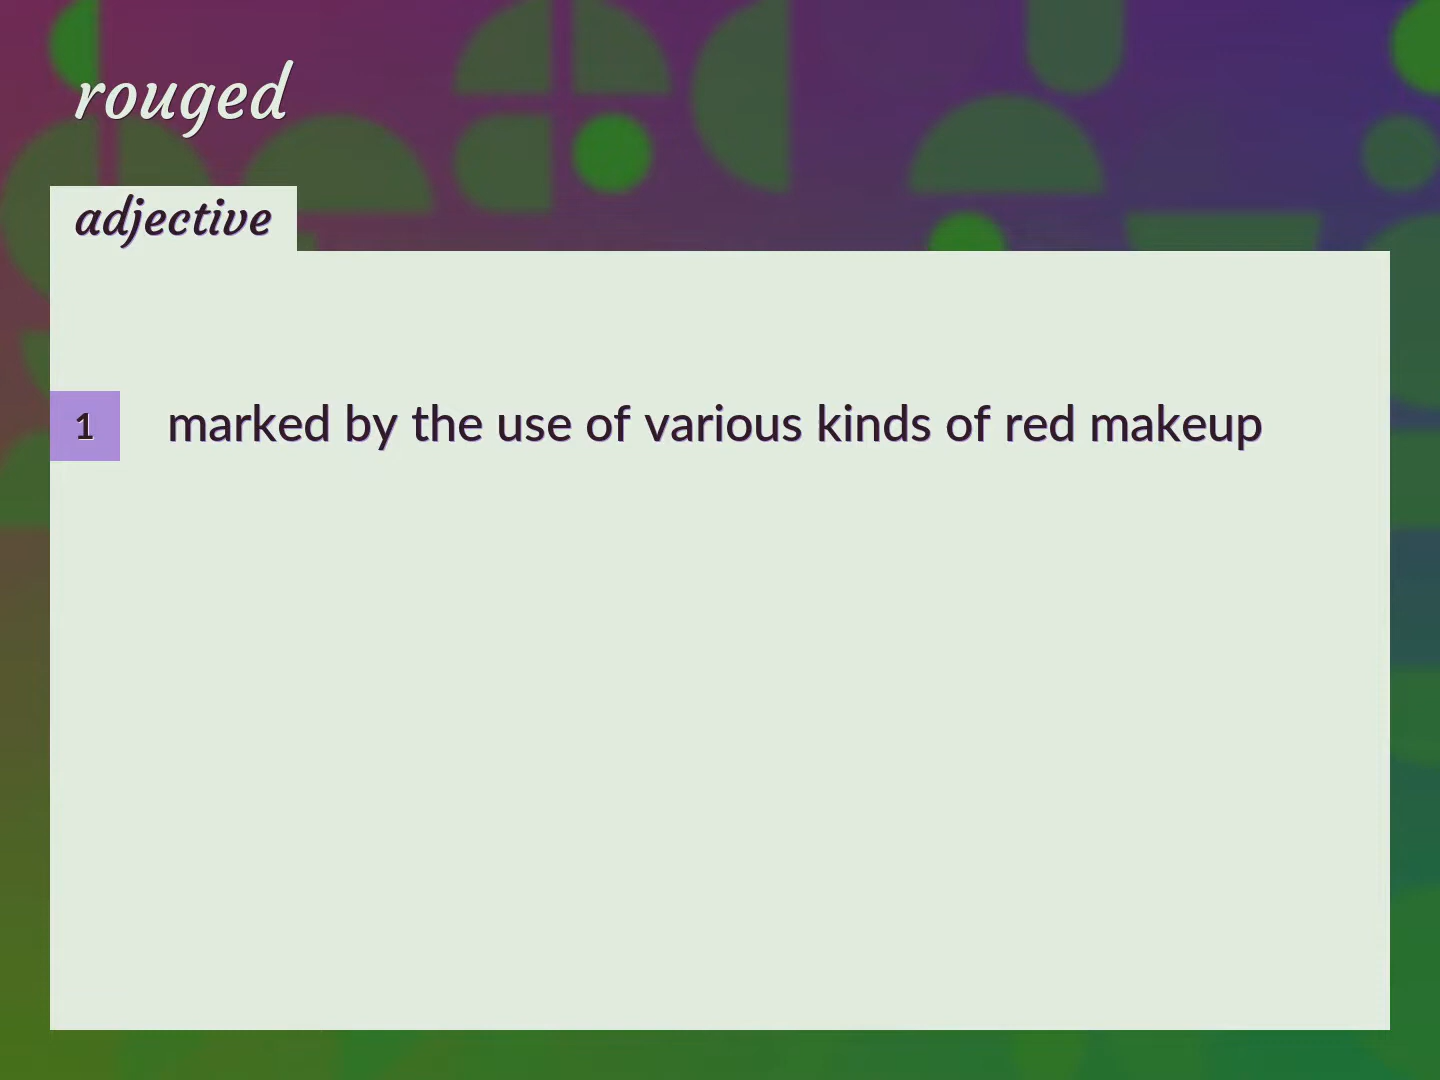 rouged
adjective
1 marked by the use of various kinds of red makeup